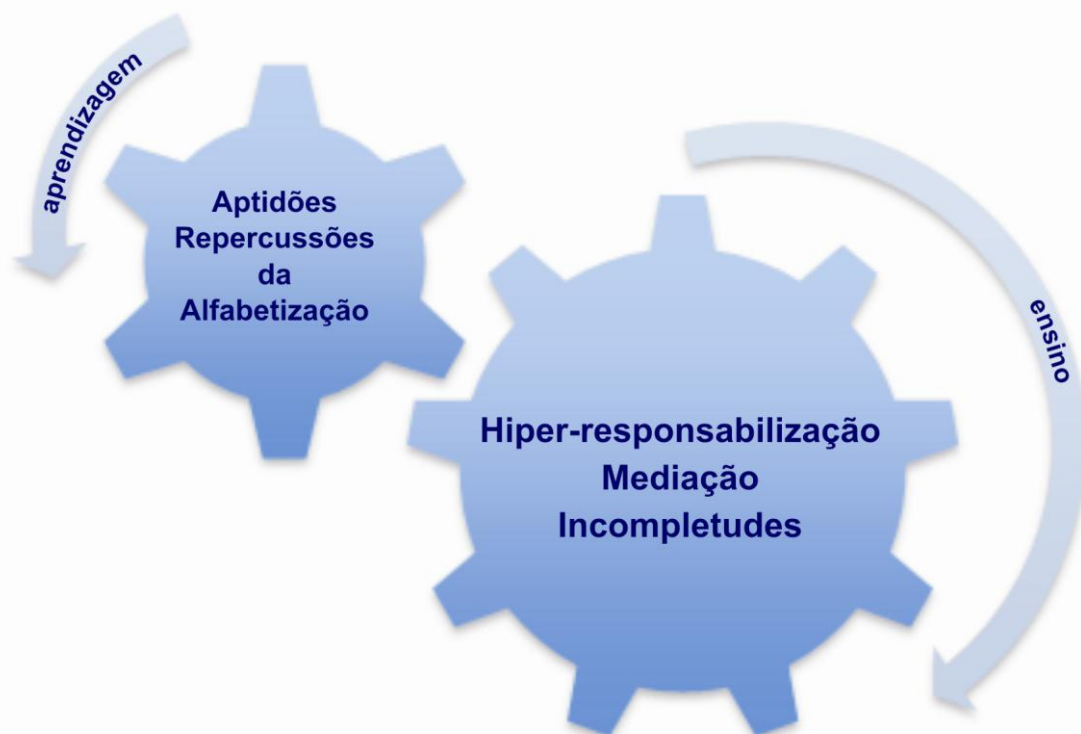 aprendizagem
Aptidões
Repercussões
da
Alfabetização
ensino
Hiper-responsabilização
Mediação
Incompletudes